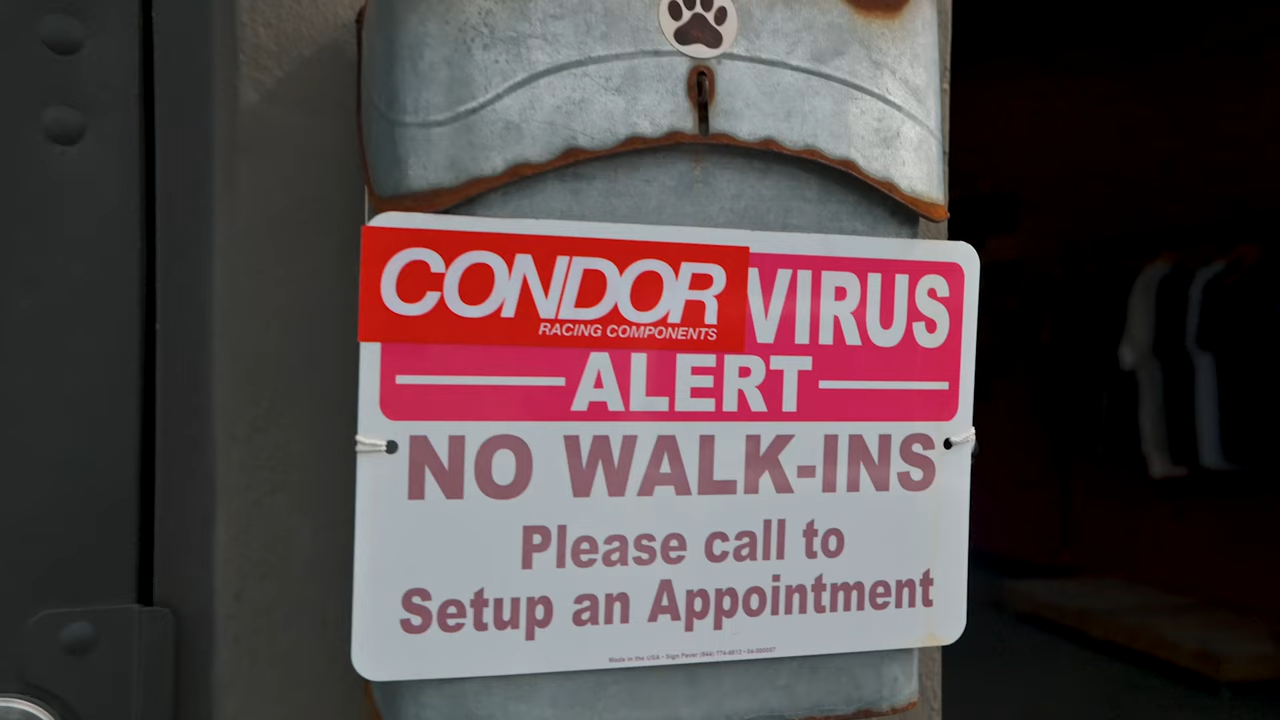 CONDOR VIRUS
RACING COMPONENTS
ALERT
NO WALK-INS
Please call to
Setup an Appointment